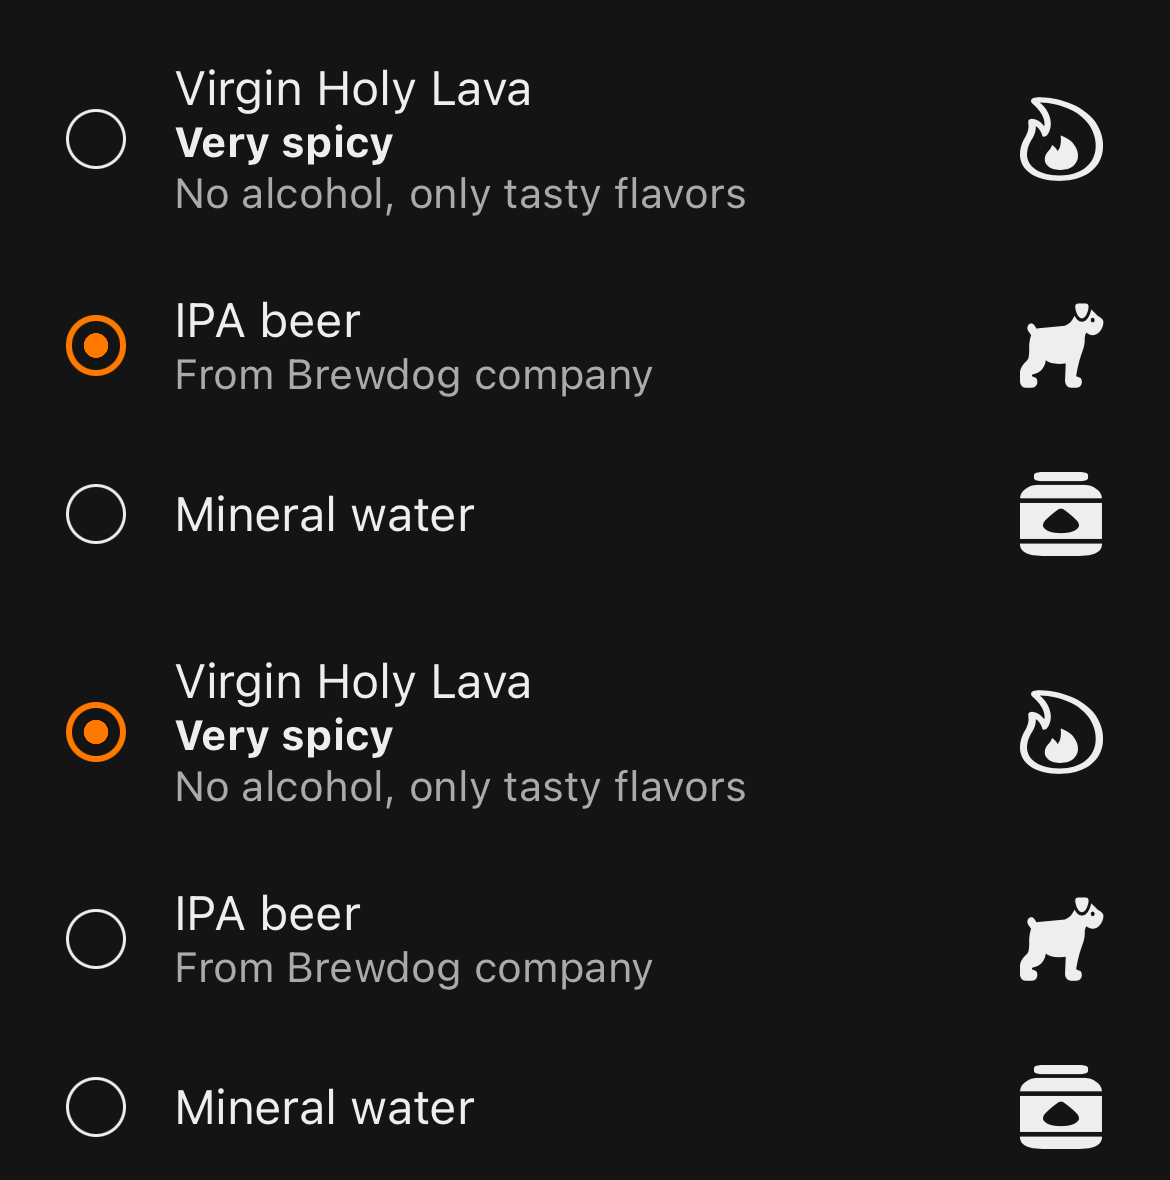 Virgin Holy Lava
Very spicy
No alcohol, only tasty flavors
IPA beer
From Brewdog company
Mineral water
Virgin Holy Lava
Very spicy
No alcohol, only tasty flavors
IPA beer
From Brewdog company
Mineral water